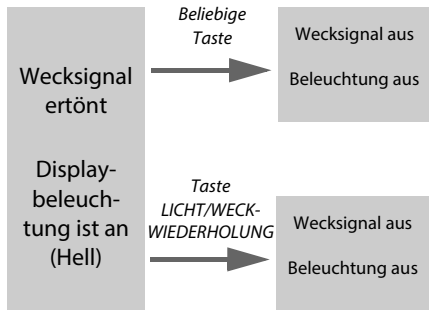 Wecksignal
ertönt
Display-
beleuch-
tung ist an
(Hell)
Beliebige
Taste
Wecksignal aus
Beleuchtung aus
Taste
LICHT/WECK-
WIEDERHOLUNG
Wecksignal aus
Beleuchtung aus